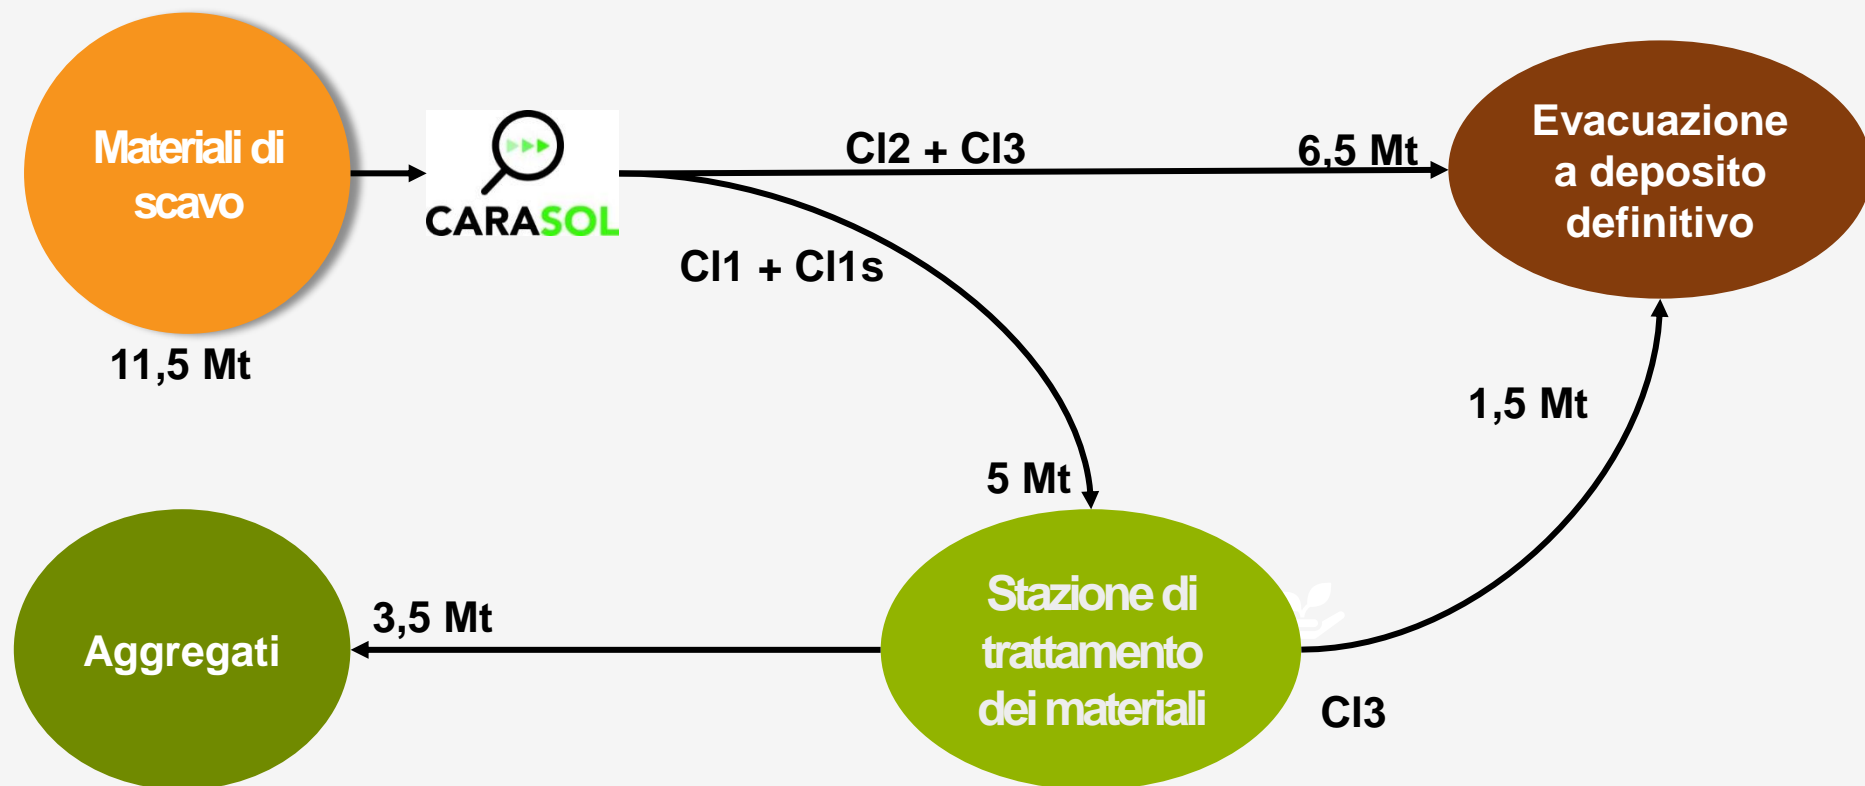 Materiali di
scavo
11,5 Mt
CARASOL
Cl2 + Cl3
6,5 Mt
Evacuazione
a deposito
definitivo
Cl1 + Cl1s
5 Mt
1,5 Mt
Stazione di
trattamento
dei materiali
Cl3
3,5 Mt
Aggregati